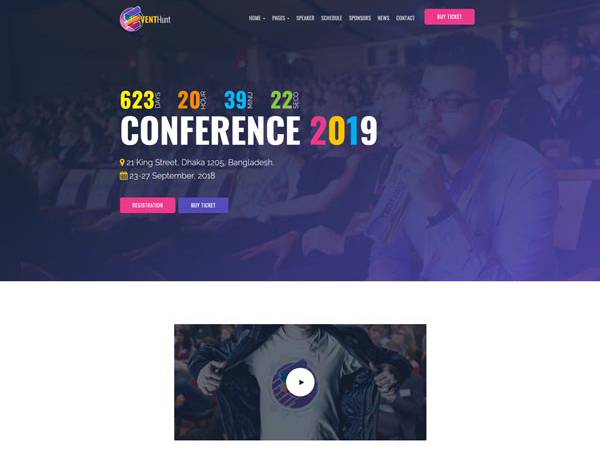 VENTHunt
HOME PAGES SPEAKER SCHEDULE SPONSORS NEWS CONTACT BUY TICKET
623 DAYS 20 HOUR 39 MINU 22 SECO
CONFERENCE 2019
21 King Street, Dhaka 1205, Bangladesh.
23-27 September, 2018
REGISTRATION BUY TICKET